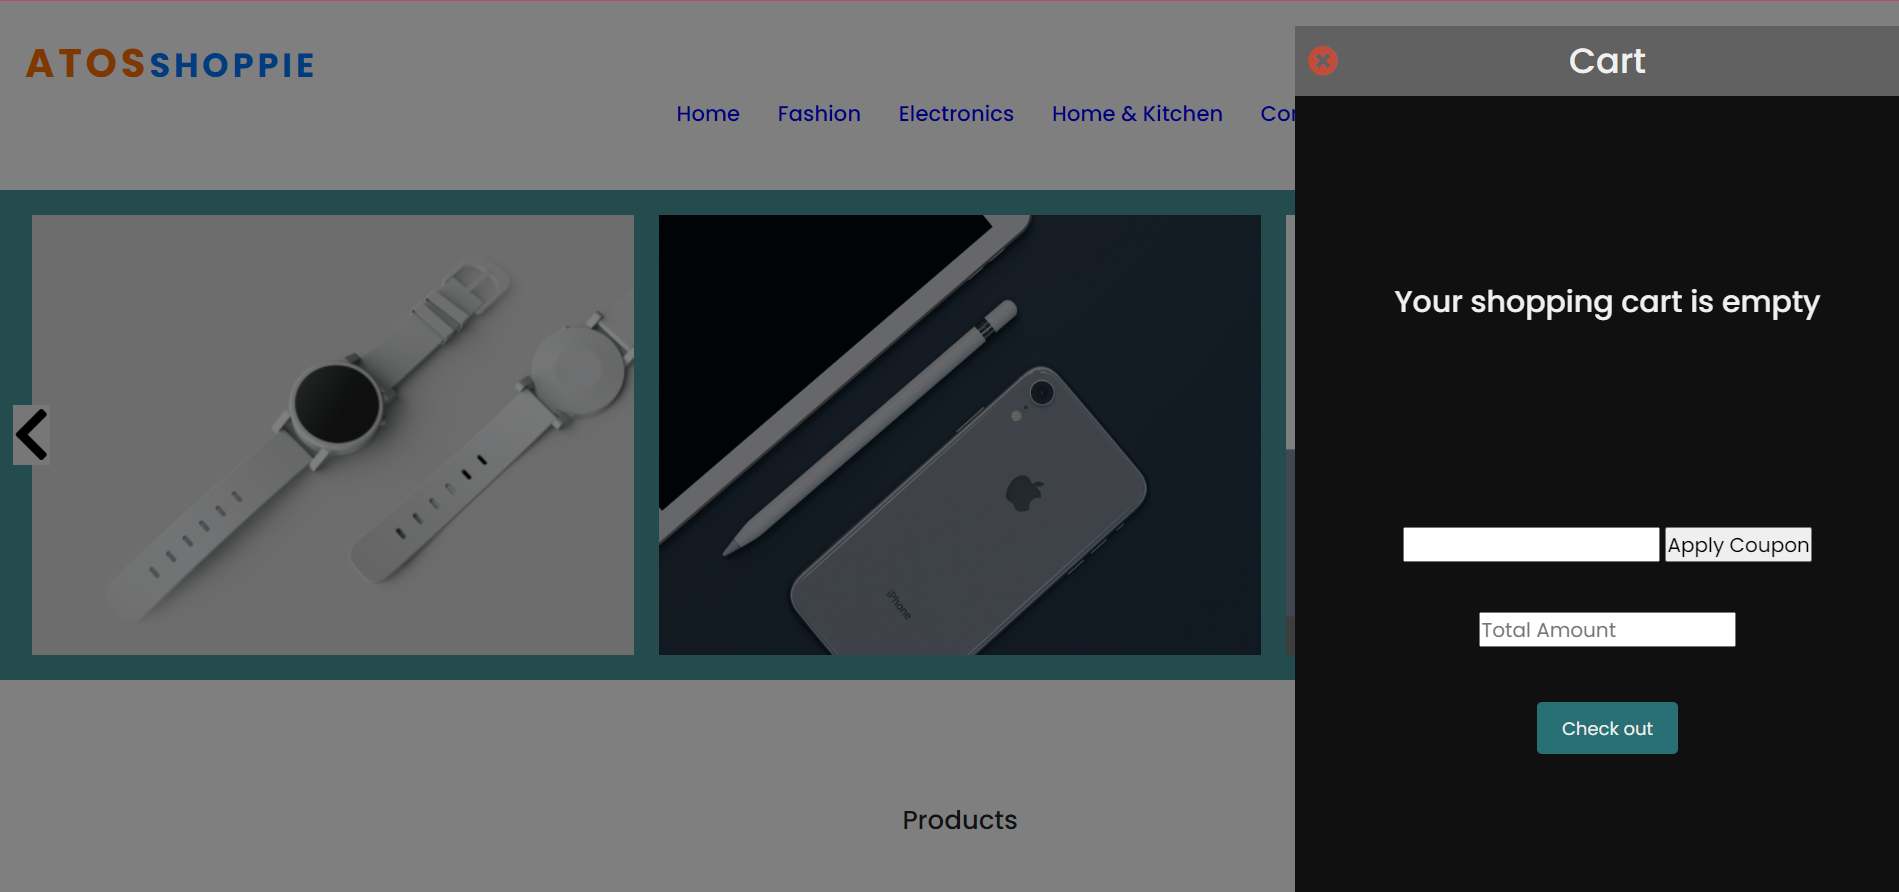 ATOSSHOPPIE
Home Fashion Electronics Home & Kitchen
Cart
Your shopping cart is empty
Apply Coupon
Total Amount
Check out
iPhone
Products